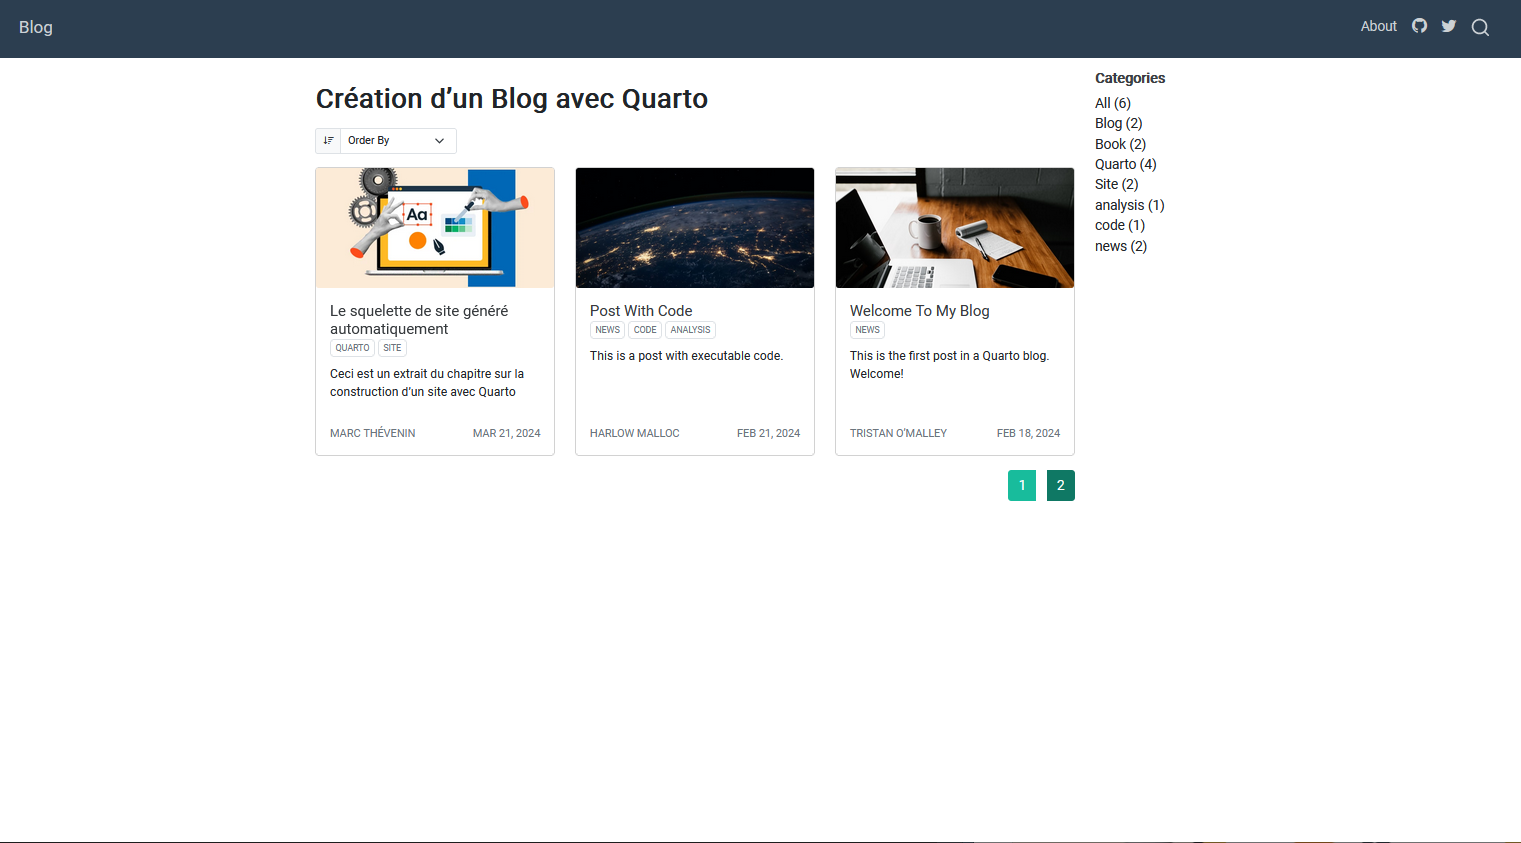 Blog
About
Création d’un Blog avec Quarto
Order By
Aa
Le squelette de site généré
automatiquement
QUARTO SITE
Ceci est un extrait du chapitre sur la
construction d’un site avec Quarto
MARC THÉVENIN MAR 21, 2024
Post With Code
NEWS CODE ANALYSIS
This is a post with executable code.
HARLOW MALLOC FEB 21, 2024
Welcome To My Blog
NEWS
This is the first post in a Quarto blog.
Welcome!
TRISTAN O’MALLEY FEB 18, 2024
1 2
Categories
All (6)
Blog (2)
Book (2)
Quarto (4)
Site (2)
analysis (1)
code (1)
news (2)